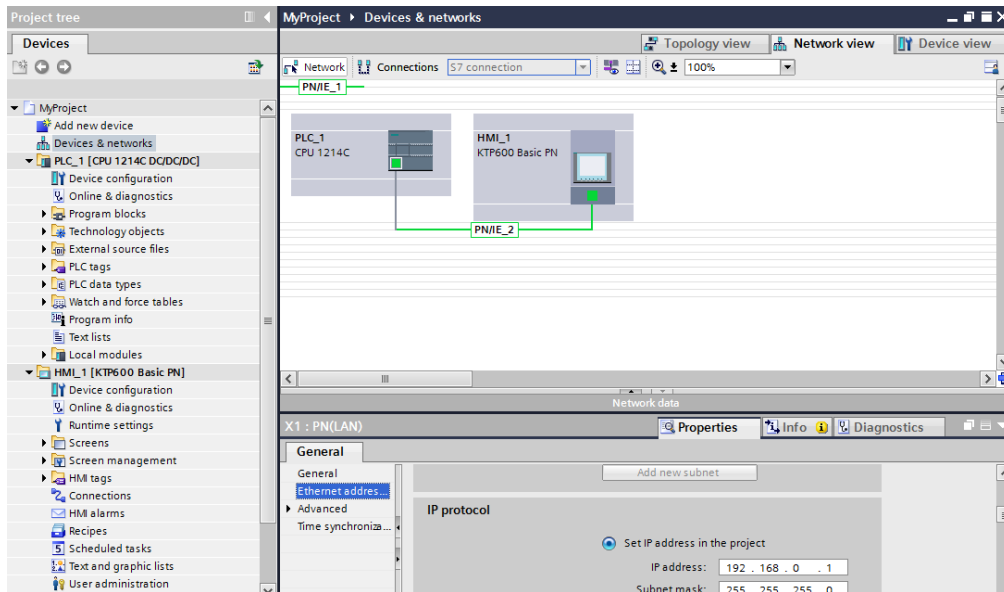 Project tree
Devices
MyProject
Add new device
Devices & networks
PLC_1 [CPU 1214C DC/DC/DC]
Device configuration
Online & diagnostics
Program blocks
Technology objects
External source files
PLC tags
PLC data types
Watch and force tables
Program info
Text lists
Local modules
HMI_1 [KTP600 Basic PN]
Device configuration
Online & diagnostics
Runtime settings
Screens
Screen management
HMI tags
Connections
HMI alarms
Recipes
Scheduled tasks
Text and graphic lists
User administration
MyProject Devices & networks
Topology view Network view Device view
Network Connections S7 connection 100%
PN/IE_1
PLC_1
CPU 1214C
HMI_1
KTP600 Basic PN
PN/IE_2
Network data
X1 : PN(LAN)
Properties Info Diagnostics
General
General
Ethernet addres...
Advanced
Time synchroniza...
Add new subnet
IP protocol
Set IP address in the project
IP address: 192 . 168 . 0 . 1
Subnet mask: 255 . 255 . 255 . 0